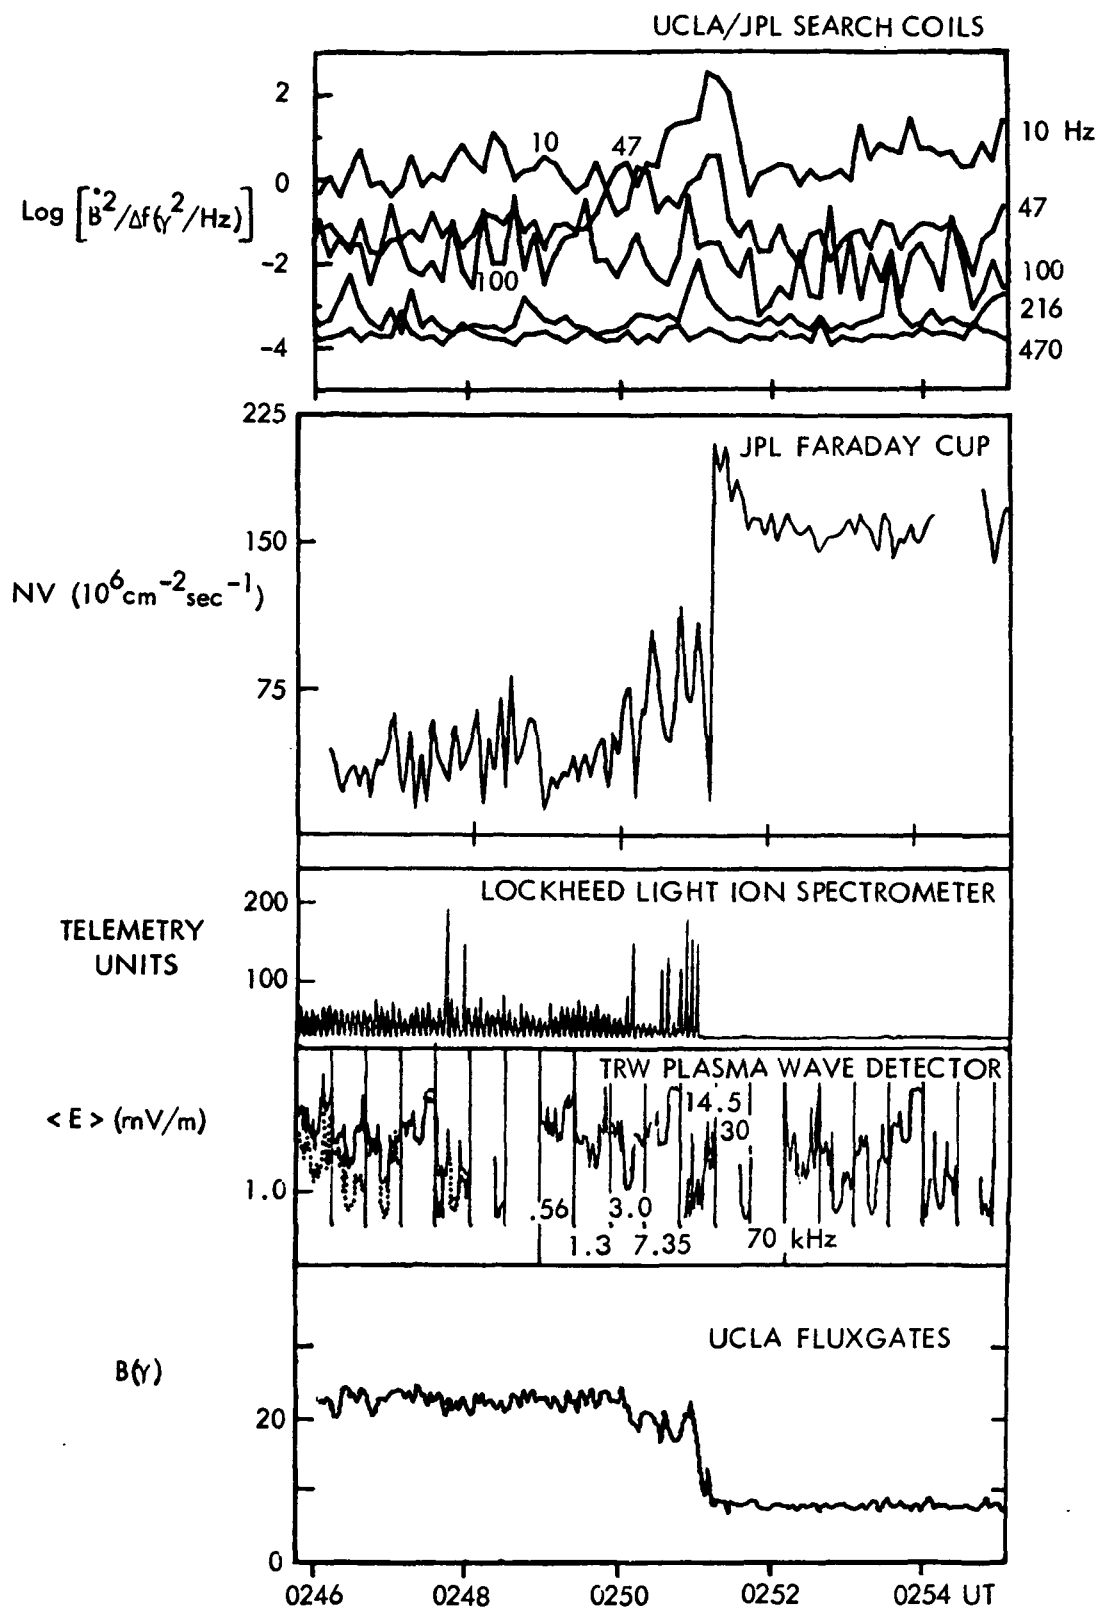 UCLA/JPL SEARCH COILS
2
0
-2
-4
Log [Ḃ²/Δf(γ²/Hz)]
10
47
100
10 Hz
47
100
216
470
JPL FARADAY CUP
225
150
75
NV (10⁶cm⁻²sec⁻¹)
LOCKHEED LIGHT ION SPECTROMETER
200
100
TELEMETRY
UNITS
TRW PLASMA WAVE DETECTOR
<E> (mV/m)
1.0
14.5
30
.56
3.0
1.3
7.35
70 kHz
UCLA FLUXGATES
B(γ)
20
0
0246
0248
0250
0252
0254 UT